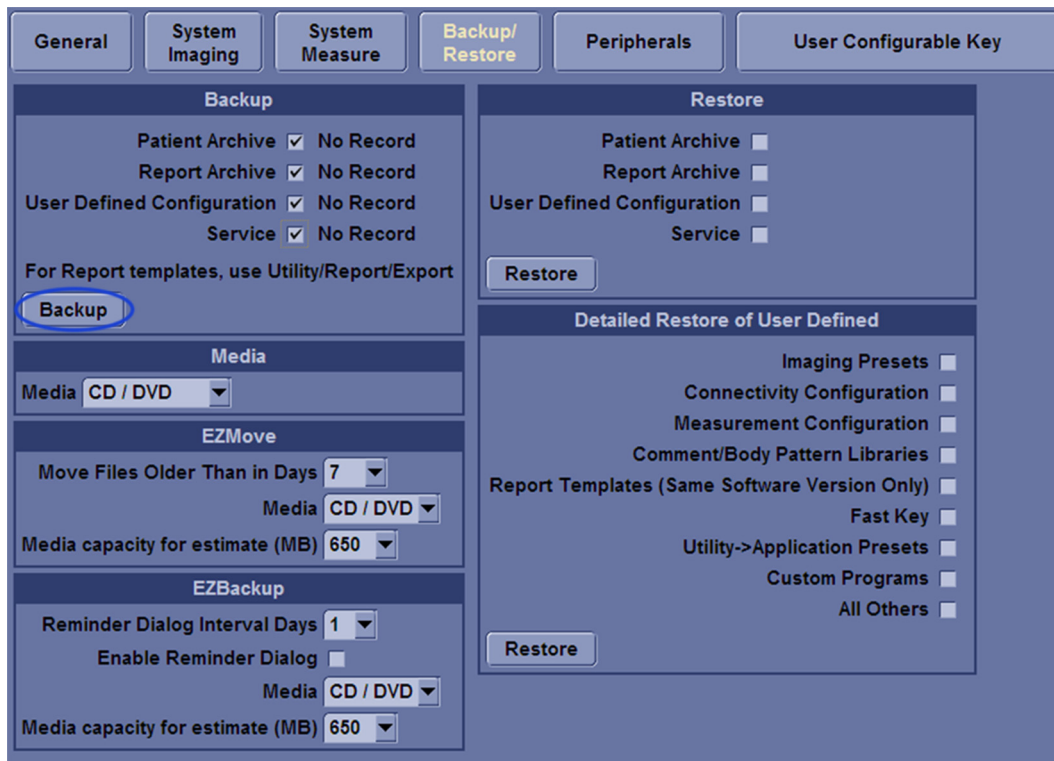 General
System
Imaging
System
Measure
Backup/
Restore
Peripherals
User Configurable Key
Backup
Patient Archive No Record
Report Archive No Record
User Defined Configuration No Record
Service No Record
For Report templates, use Utility/Report/Export
Backup
Media
Media CD / DVD
EZMove
Move Files Older Than in Days 7
Media CD / DVD
Media capacity for estimate (MB) 650
EZBackup
Reminder Dialog Interval Days 1
Enable Reminder Dialog
Media CD / DVD
Media capacity for estimate (MB) 650
Restore
Patient Archive
Report Archive
User Defined Configuration
Service
Restore
Detailed Restore of User Defined
Imaging Presets
Connectivity Configuration
Measurement Configuration
Comment/Body Pattern Libraries
Report Templates (Same Software Version Only)
Fast Key
Utility->Application Presets
Custom Programs
All Others
Restore